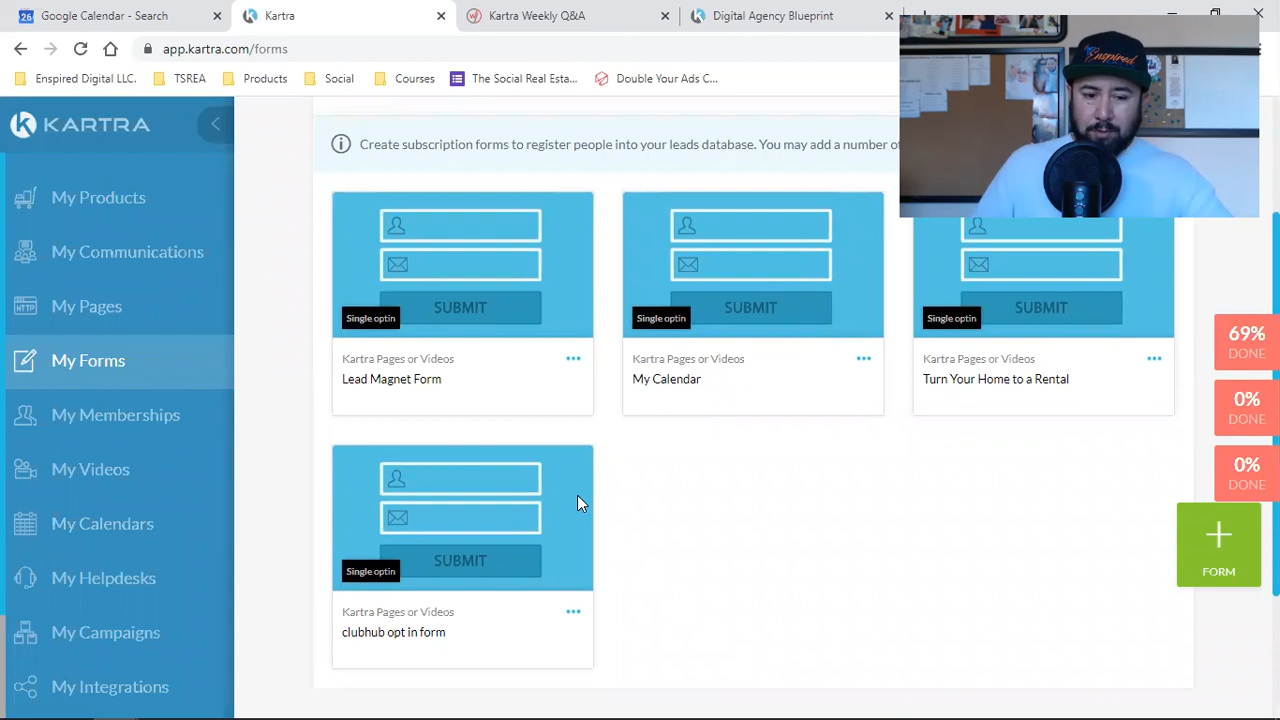 26 Google Calendar - Search
Kartra
Kartra Weekly Q&A
Digital Agency Blueprint
app.kartra.com/forms
Enspired Digital LLC.
TSREA
Products
Social
Courses
The Social Real Esta...
Double Your Ads C...
KARTRA
My Products
My Communications
My Pages
My Forms
My Memberships
My Videos
My Calendars
My Helpdesks
My Campaigns
My Integrations
HTTP
Create subscription forms to register people into your leads database. You may add a number of
SUBMIT
Single optin
Kartra Pages or Videos
Lead Magnet Form
SUBMIT
Single optin
Kartra Pages or Videos
My Calendar
SUBMIT
Single optin
Kartra Pages or Videos
Turn Your Home to a Rental
SUBMIT
Single optin
Kartra Pages or Videos
clubhub opt in form
69%
DONE
0%
DONE
0%
DONE
FORM
Enspired